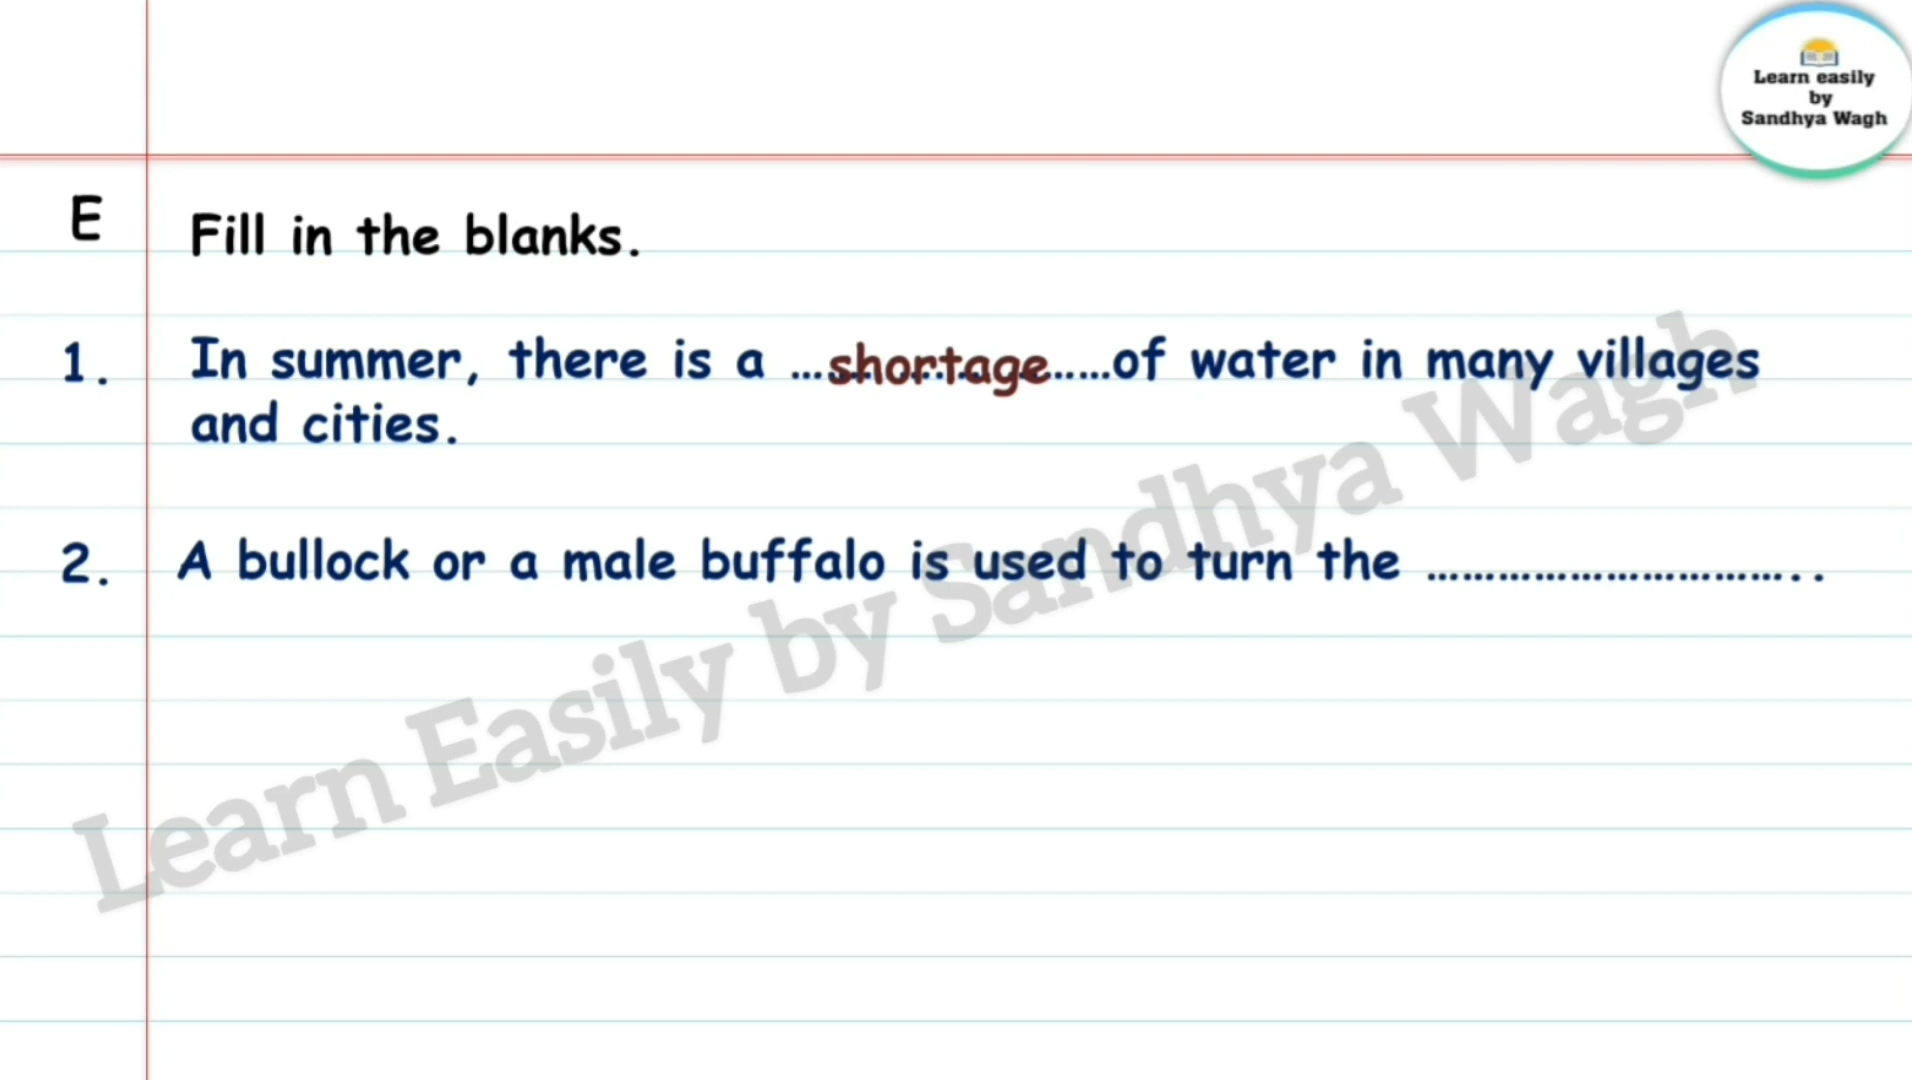 Learn easily
by
Sandhya Wagh
E Fill in the blanks.
1. In summer, there is a ...shortage......of water in many villages
and cities.
2. A bullock or a male buffalo is used to turn the ................................
Learn Easily by Sandhya Wagh